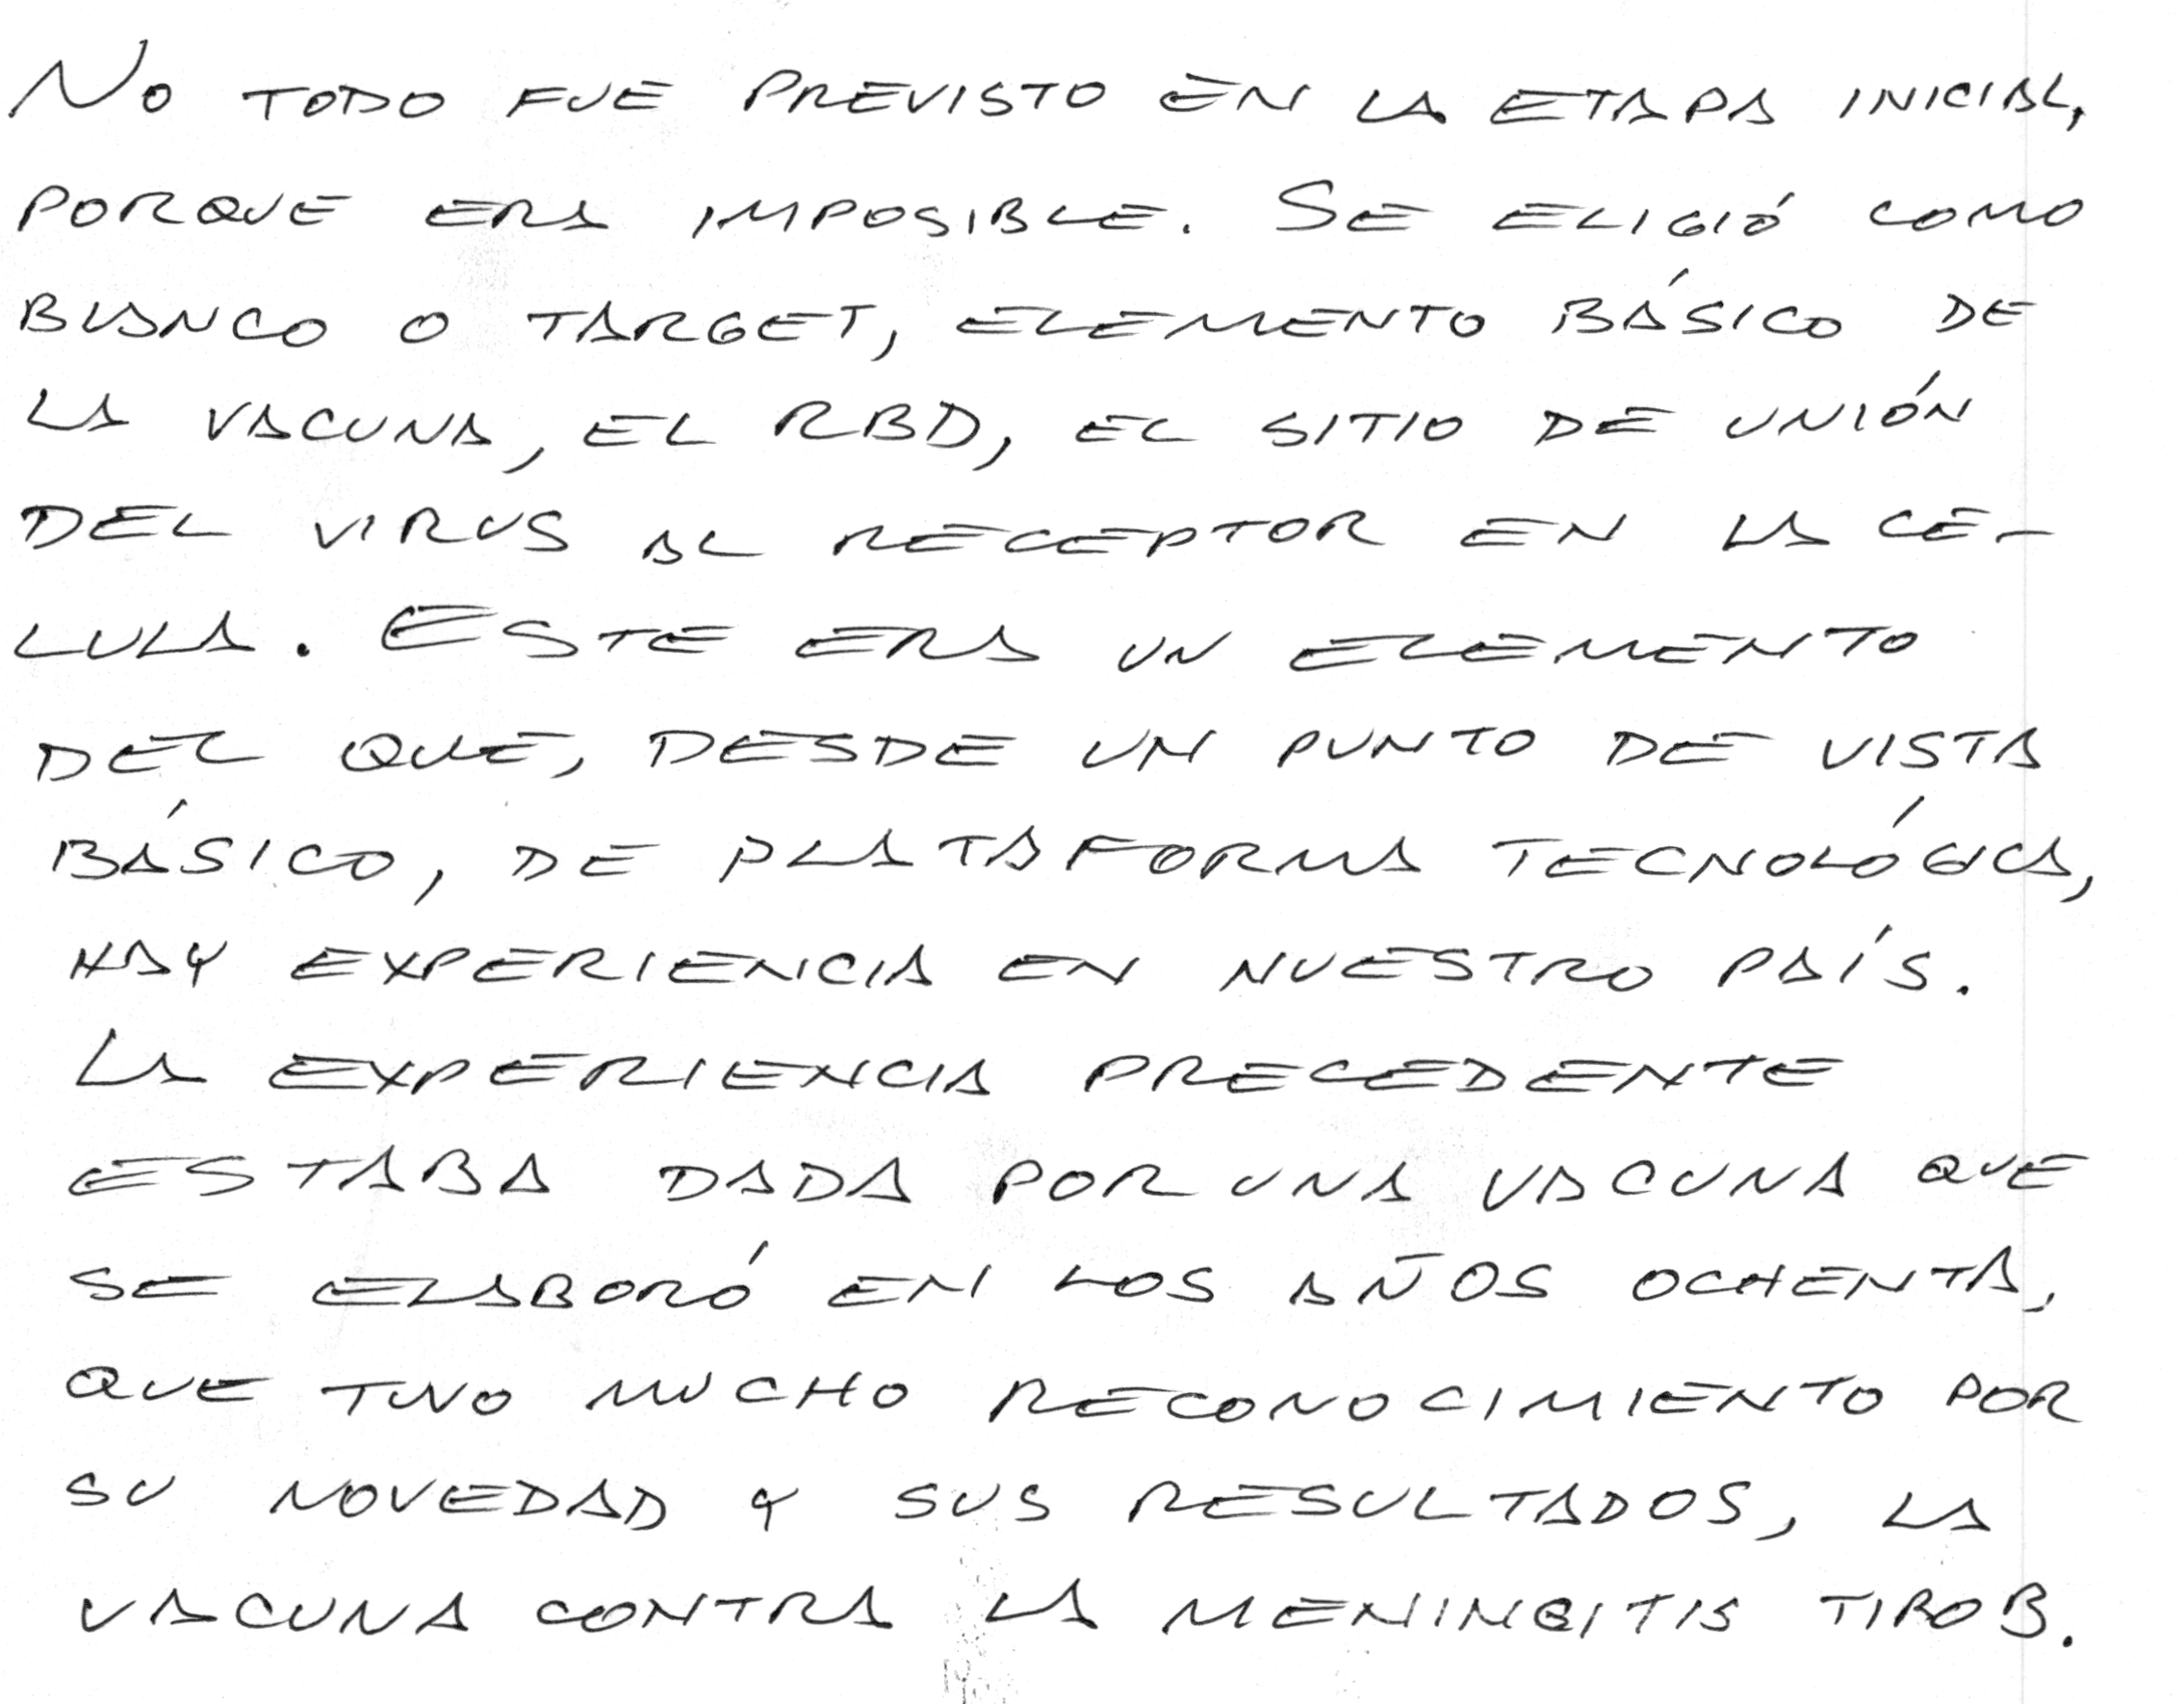 NO TODO FUE PREVISTO EN LA ETAPA INICIAL,
PORQUE ERA IMPOSIBLE. SE ELIGIÓ COMO
BLANCO O TARGET, ELEMENTO BÁSICO DE
LA VACUNA, EL RBD, EL SITIO DE UNIÓN
DEL VIRUS AL RECEPTOR EN LA CE-
LULA. ESTE ERA UN ELEMENTO
DEL QUE, DESDE UN PUNTO DE VISTA
BÁSICO, DE PLATAFORMA TECNOLÓGICA,
HAY EXPERIENCIA EN NUESTRO PAÍS.
LA EXPERIENCIA PRECEDENTE
ESTABA DADA POR UNA VACUNA QUE
SE ELABORÓ EN LOS AÑOS OCHENTA,
QUE TUVO MUCHO RECONOCIMIENTO POR
SU NOVEDAD Y SUS RESULTADOS, LA
VACUNA CONTRA LA MENINGITIS TIPO B.